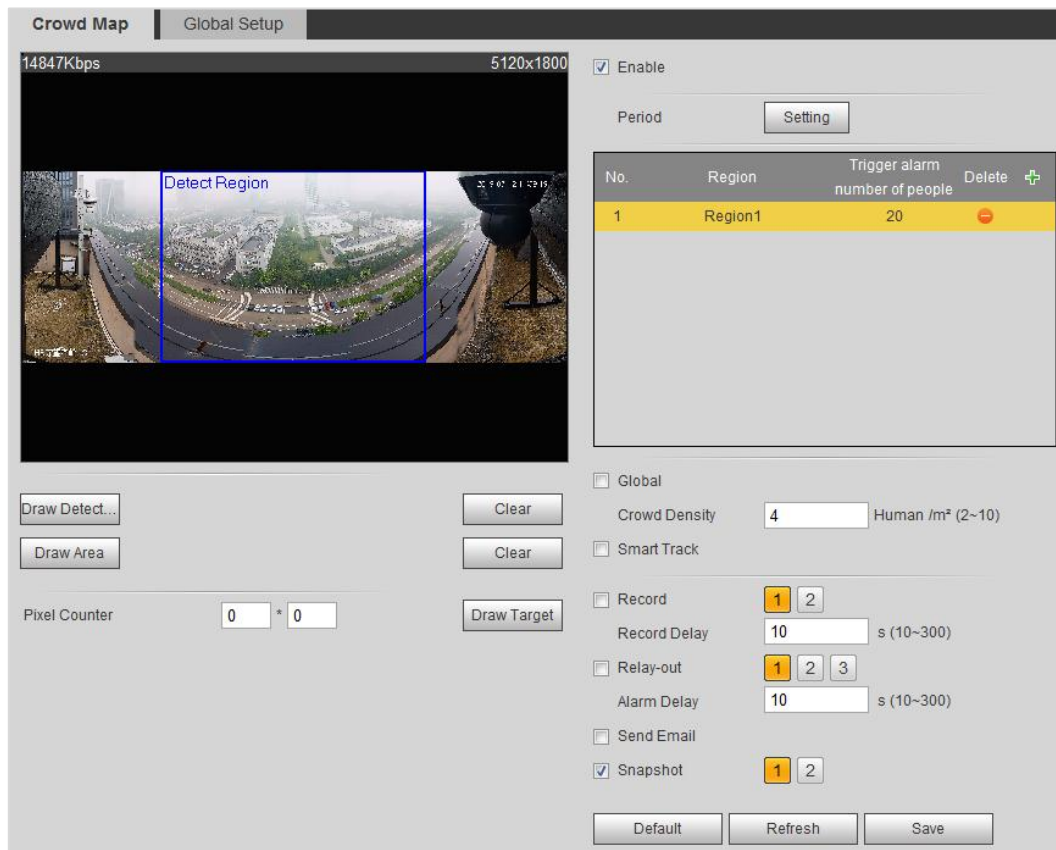 Crowd Map
Global Setup
14847Kbps
5120x1800
Detect Region
Enable
Period
Setting
No.
Region
Trigger alarm
number of people
Delete
1
Region1
20
Draw Detect...
Clear
Draw Area
Clear
Pixel Counter
0 * 0
Draw Target
Global
Crowd Density
4
Human /m² (2~10)
Smart Track
Record
1 2
Record Delay
10
s (10~300)
Relay-out
1 2 3
Alarm Delay
10
s (10~300)
Send Email
Snapshot
1 2
Default
Refresh
Save